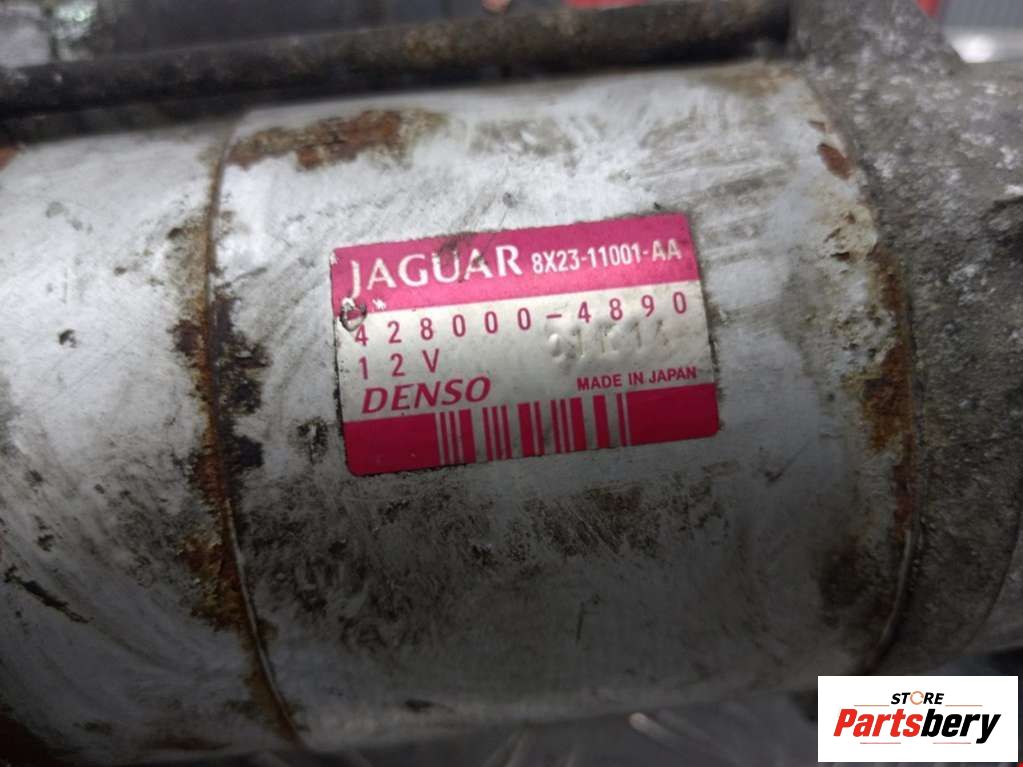 JAGUAR 8X23-11001-AA
428000-4890
12V
DENSO MADE IN JAPAN
STORE
Partsbery